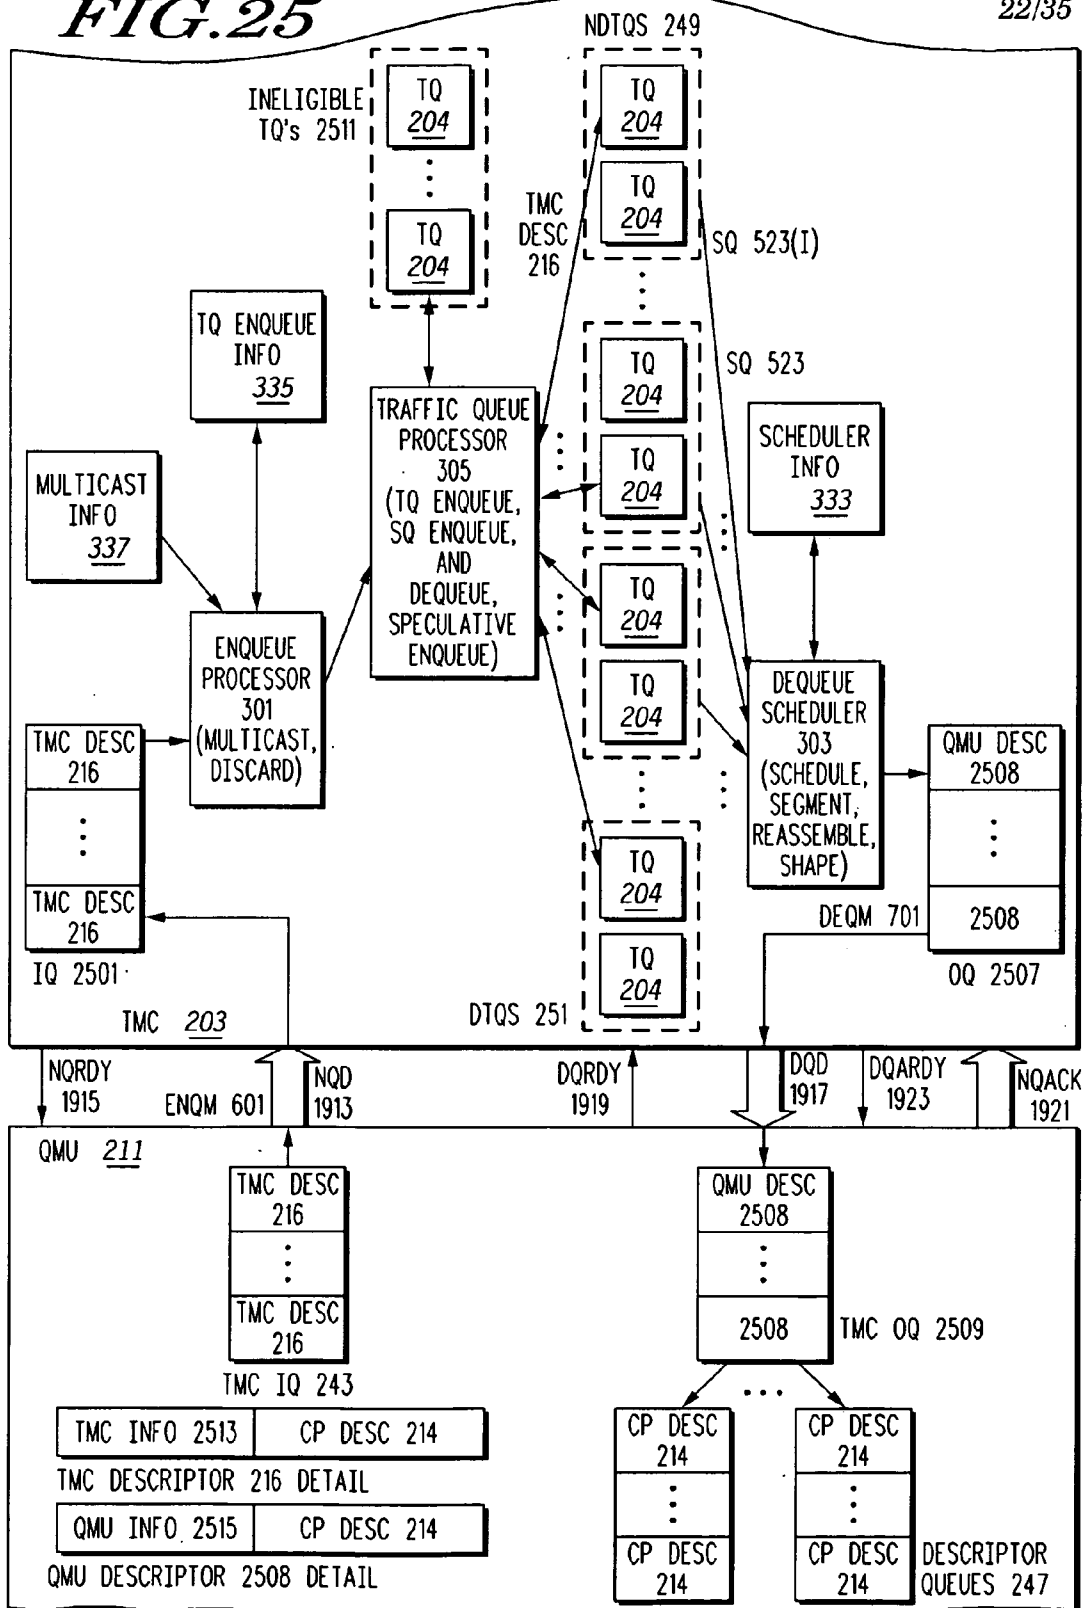 FIG.25
22/35
NDTQS 249
INELIGIBLE
TQ's 2511
TQ
204
TQ
204
TQ
204
TQ
204
TMC
DESC
216
SQ 523(I)
TQ ENQUEUE
INFO
335
TQ
204
SQ 523
TRAFFIC QUEUE
PROCESSOR
305
(TQ ENQUEUE,
SQ ENQUEUE,
AND
DEQUEUE,
SPECULATIVE
ENQUEUE)
SCHEDULER
INFO
333
MULTICAST
INFO
337
TQ
204
TQ
204
TQ
204
ENQUEUE
PROCESSOR
301
(MULTICAST,
DISCARD)
DEQUEUE
SCHEDULER
303
(SCHEDULE,
SEGMENT,
REASSEMBLE,
SHAPE)
TMC DESC
216
TMC DESC
216
IQ 2501
QMU DESC
2508
2508
OQ 2507
DEQM 701
TQ
204
TQ
204
DTQS 251
TMC 203
NQRDY
1915
ENQM 601
NQD
1913
DQRDY
1919
DQD
1917
DQARDY
1923
NQACK
1921
QMU 211
TMC DESC
216
TMC DESC
216
TMC IQ 243
QMU DESC
2508
2508
TMC OQ 2509
TMC INFO 2513
CP DESC 214
TMC DESCRIPTOR 216 DETAIL
QMU INFO 2515
CP DESC 214
QMU DESCRIPTOR 2508 DETAIL
CP DESC
214
CP DESC
214
CP DESC
214
CP DESC
214
DESCRIPTOR
QUEUES 247